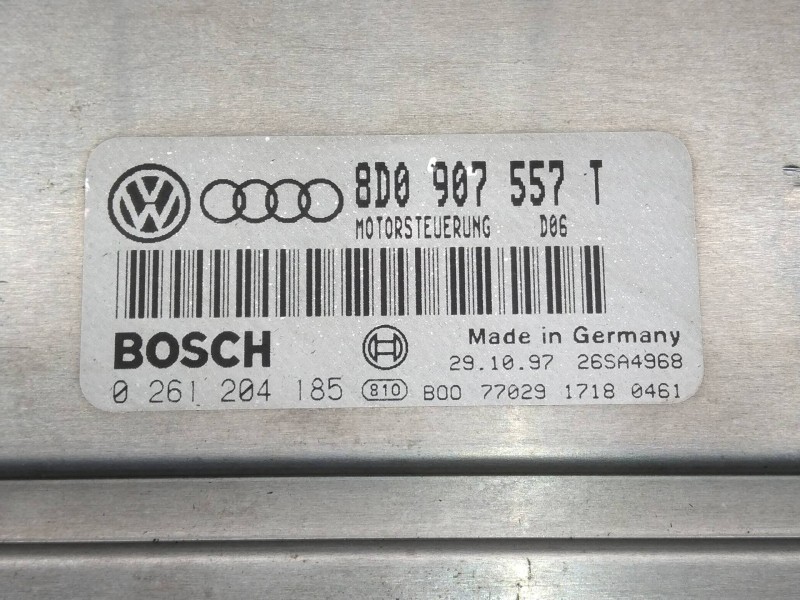 8D0 907 557 T
MOTORSTEUERUNG D06
BOSCH
Made in Germany
29.10.97 26SA4968
0 261 204 185 810 B00 77029 1718 0461